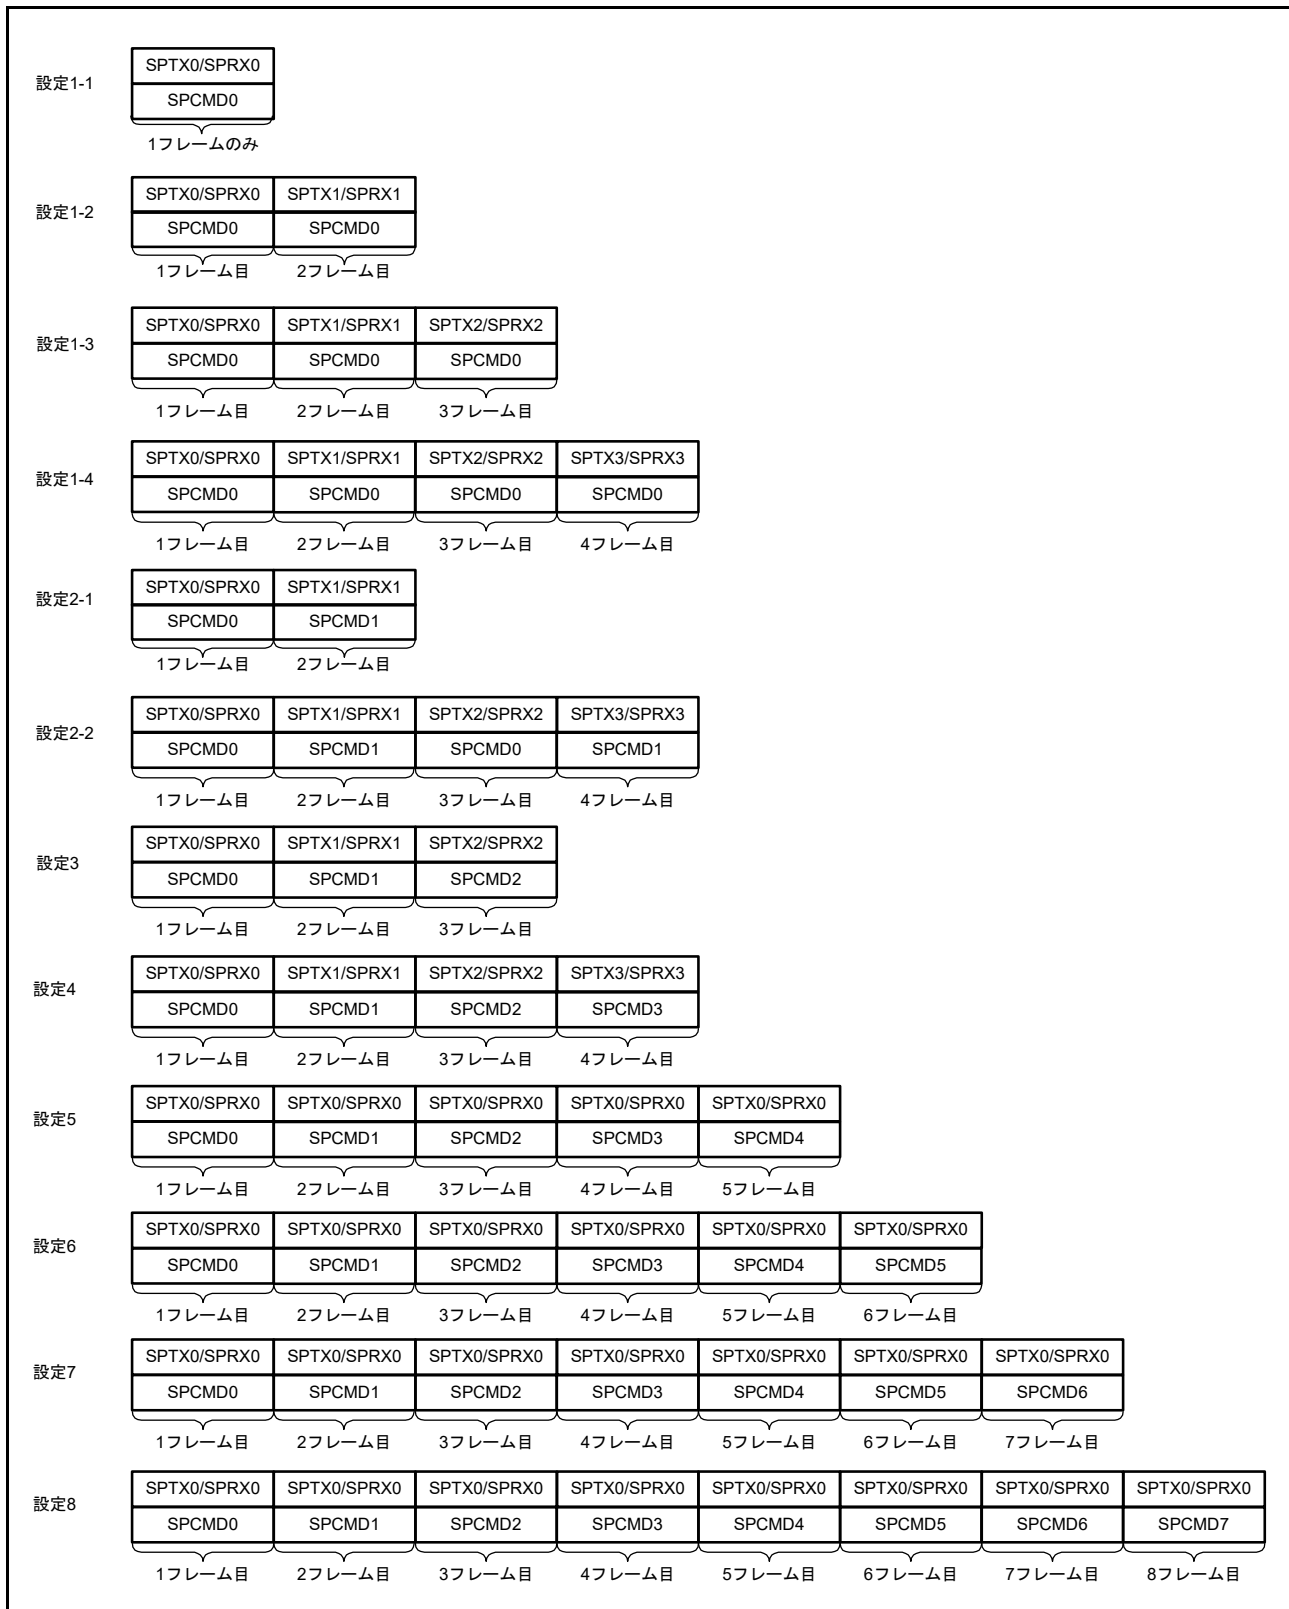 設定1-1
SPTX0/SPRX0
SPCMD0
1フレームのみ
設定1-2
SPTX0/SPRX0 SPTX1/SPRX1
SPCMD0 SPCMD0
1フレーム目 2フレーム目
設定1-3
SPTX0/SPRX0 SPTX1/SPRX1 SPTX2/SPRX2
SPCMD0 SPCMD0 SPCMD0
1フレーム目 2フレーム目 3フレーム目
設定1-4
SPTX0/SPRX0 SPTX1/SPRX1 SPTX2/SPRX2 SPTX3/SPRX3
SPCMD0 SPCMD0 SPCMD0 SPCMD0
1フレーム目 2フレーム目 3フレーム目 4フレーム目
設定2-1
SPTX0/SPRX0 SPTX1/SPRX1
SPCMD0 SPCMD1
1フレーム目 2フレーム目
設定2-2
SPTX0/SPRX0 SPTX1/SPRX1 SPTX2/SPRX2 SPTX3/SPRX3
SPCMD0 SPCMD1 SPCMD0 SPCMD1
1フレーム目 2フレーム目 3フレーム目 4フレーム目
設定3
SPTX0/SPRX0 SPTX1/SPRX1 SPTX2/SPRX2
SPCMD0 SPCMD1 SPCMD2
1フレーム目 2フレーム目 3フレーム目
設定4
SPTX0/SPRX0 SPTX1/SPRX1 SPTX2/SPRX2 SPTX3/SPRX3
SPCMD0 SPCMD1 SPCMD2 SPCMD3
1フレーム目 2フレーム目 3フレーム目 4フレーム目
設定5
SPTX0/SPRX0 SPTX0/SPRX0 SPTX0/SPRX0 SPTX0/SPRX0 SPTX0/SPRX0
SPCMD0 SPCMD1 SPCMD2 SPCMD3 SPCMD4
1フレーム目 2フレーム目 3フレーム目 4フレーム目 5フレーム目
設定6
SPTX0/SPRX0 SPTX0/SPRX0 SPTX0/SPRX0 SPTX0/SPRX0 SPTX0/SPRX0 SPTX0/SPRX0
SPCMD0 SPCMD1 SPCMD2 SPCMD3 SPCMD4 SPCMD5
1フレーム目 2フレーム目 3フレーム目 4フレーム目 5フレーム目 6フレーム目
設定7
SPTX0/SPRX0 SPTX0/SPRX0 SPTX0/SPRX0 SPTX0/SPRX0 SPTX0/SPRX0 SPTX0/SPRX0 SPTX0/SPRX0
SPCMD0 SPCMD1 SPCMD2 SPCMD3 SPCMD4 SPCMD5 SPCMD6
1フレーム目 2フレーム目 3フレーム目 4フレーム目 5フレーム目 6フレーム目 7フレーム目
設定8
SPTX0/SPRX0 SPTX0/SPRX0 SPTX0/SPRX0 SPTX0/SPRX0 SPTX0/SPRX0 SPTX0/SPRX0 SPTX0/SPRX0 SPTX0/SPRX0
SPCMD0 SPCMD1 SPCMD2 SPCMD3 SPCMD4 SPCMD5 SPCMD6 SPCMD7
1フレーム目 2フレーム目 3フレーム目 4フレーム目 5フレーム目 6フレーム目 7フレーム目 8フレーム目